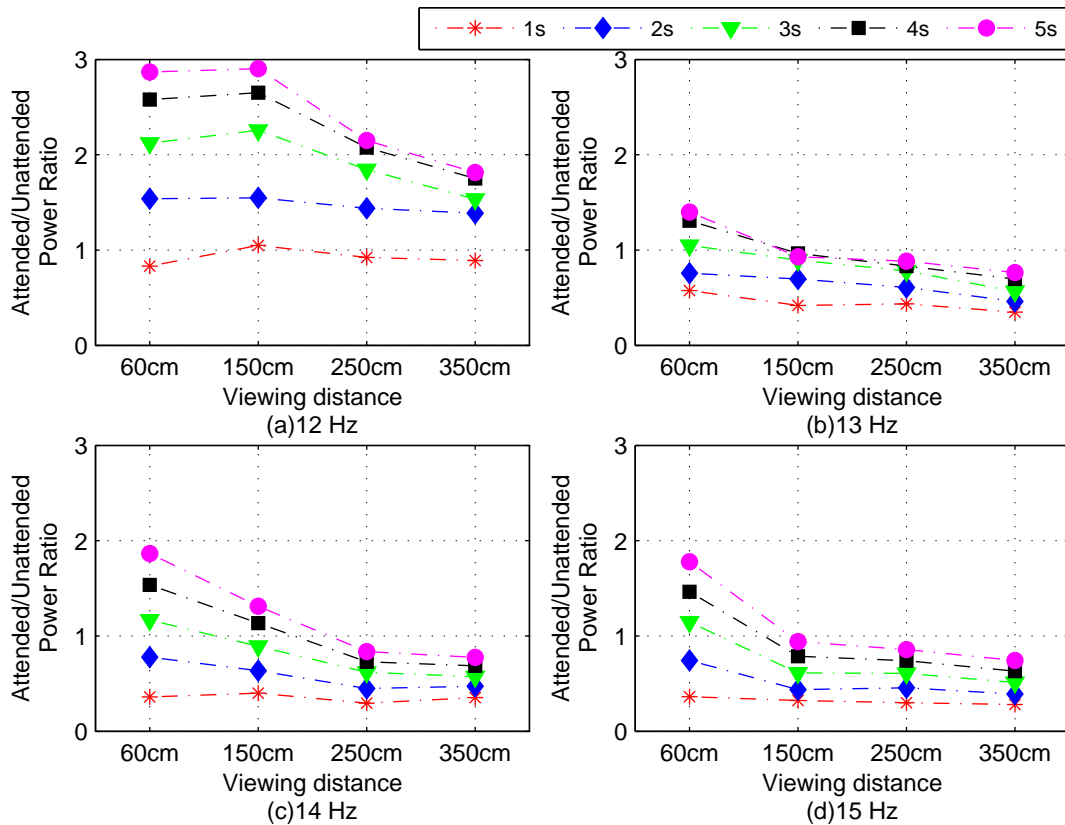 1s 2s 3s 4s 5s
3
2
1
0
Attended/Unattended
Power Ratio
60cm 150cm 250cm 350cm
Viewing distance
(a)12 Hz
3
2
1
0
Attended/Unattended
Power Ratio
60cm 150cm 250cm 350cm
Viewing distance
(b)13 Hz
3
2
1
0
Attended/Unattended
Power Ratio
60cm 150cm 250cm 350cm
Viewing distance
(c)14 Hz
3
2
1
0
Attended/Unattended
Power Ratio
60cm 150cm 250cm 350cm
Viewing distance
(d)15 Hz